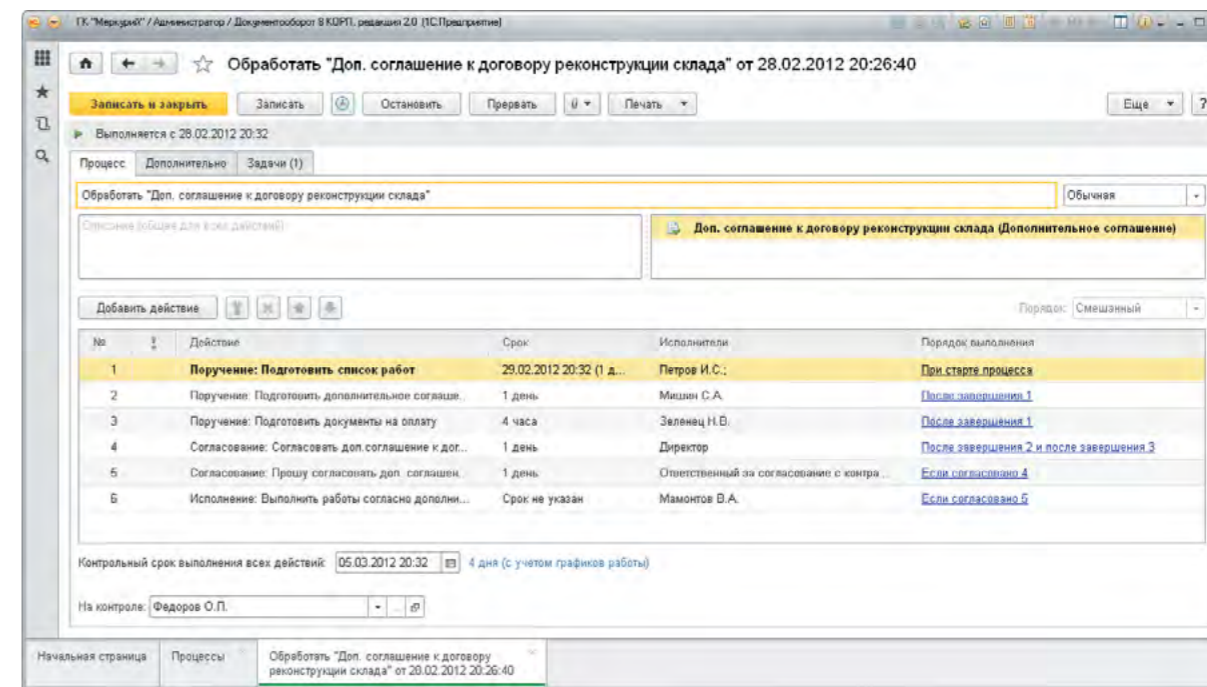 ГК "Меркурий" / Администратор / Документооборот 8 КОРП, редакция 2.0 (1С:Предприятие)
Обработать "Доп. соглашение к договору реконструкции склада" от 28.02.2012 20:26:40
Записать и закрыть Записать Остановить Прервать Печать Еще ?
Выполняется с 28.02.2012 20:32
Процесс Дополнительно Задачи (1)
Обработать "Доп. соглашение к договору реконструкции склада" Обычная
Описание (общее для всех действий) Доп. соглашение к договору реконструкции склада (Дополнительное соглашение)
Добавить действие Порядок: Смешанный
№ Действие Срок Исполнители Порядок выполнения
1 Поручение: Подготовить список работ 29.02.2012 20:32 (1 д... Петров И.С.; При старте процесса
2 Поручение: Подготовить дополнительное соглаше... 1 день Мишин С.А. После завершения 1
3 Поручение: Подготовить документы на оплату 4 часа Зеленец Н.В. После завершения 1
4 Согласование: Согласовать доп.соглашение к дог... 1 день Директор После завершения 2 и после завершения 3
5 Согласование: Прошу согласовать доп. соглашен... 1 день Ответственный за согласование с контра... Если согласовано 4
6 Исполнение: Выполнить работы согласно дополни... Срок не указан Мамонтов В.А. Если согласовано 5
Контрольный срок выполнения всех действий: 05.03.2012 20:32 4 дня (с учетом графиков работы)
На контроле: Федоров О.П.
Начальная страница Процессы Обработать "Доп. соглашение к договору
реконструкции склада" от 28.02.2012 20:26:40